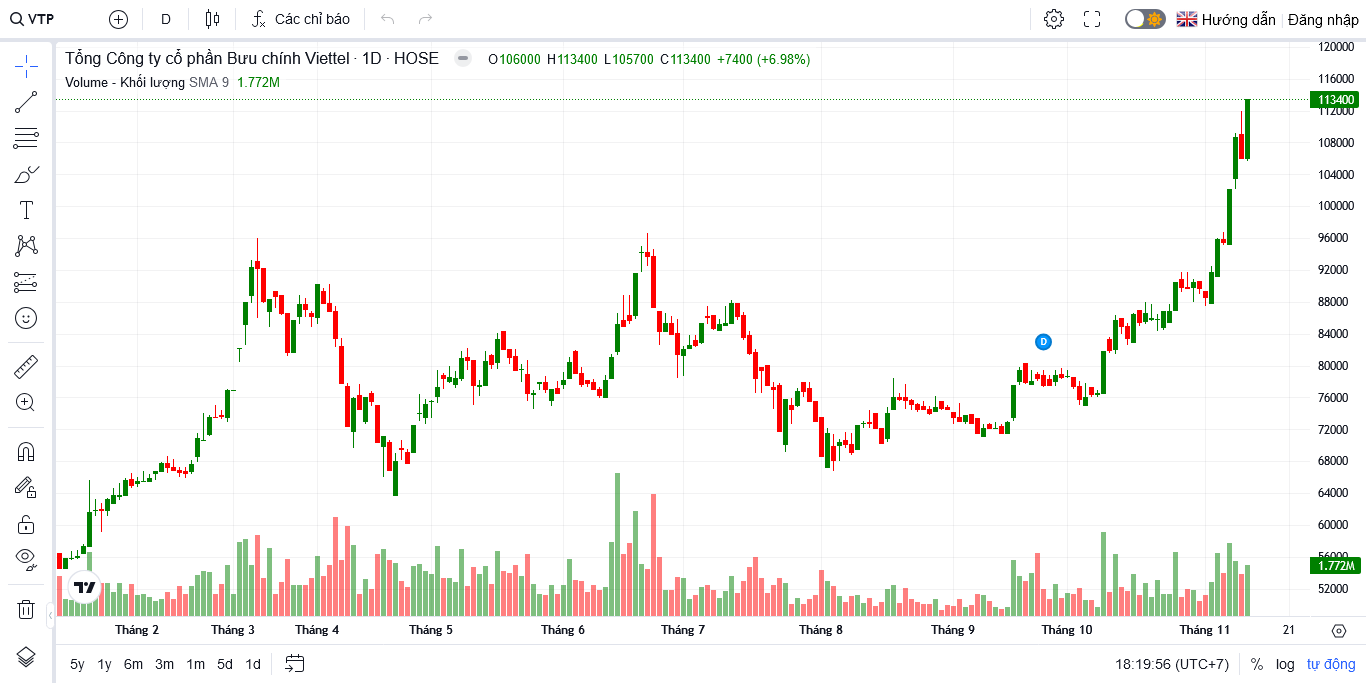 VTP D Các chỉ báo Hướng dẫn Đăng nhập
Tổng Công ty cổ phần Bưu chính Viettel · 1D · HOSE O106000 H113400 L105700 C113400 +7400 (+6.98%)
Volume - Khối lượng SMA 9 1.772M
120000
116000
113400
112000
108000
104000
100000
96000
92000
88000
84000
D
80000
76000
72000
68000
64000
60000
56000
1.772M
52000
Tháng 2 Tháng 3 Tháng 4 Tháng 5 Tháng 6 Tháng 7 Tháng 8 Tháng 9 Tháng 10 Tháng 11 21
5y 1y 6m 3m 1m 5d 1d 18:19:56 (UTC+7) % log tự động